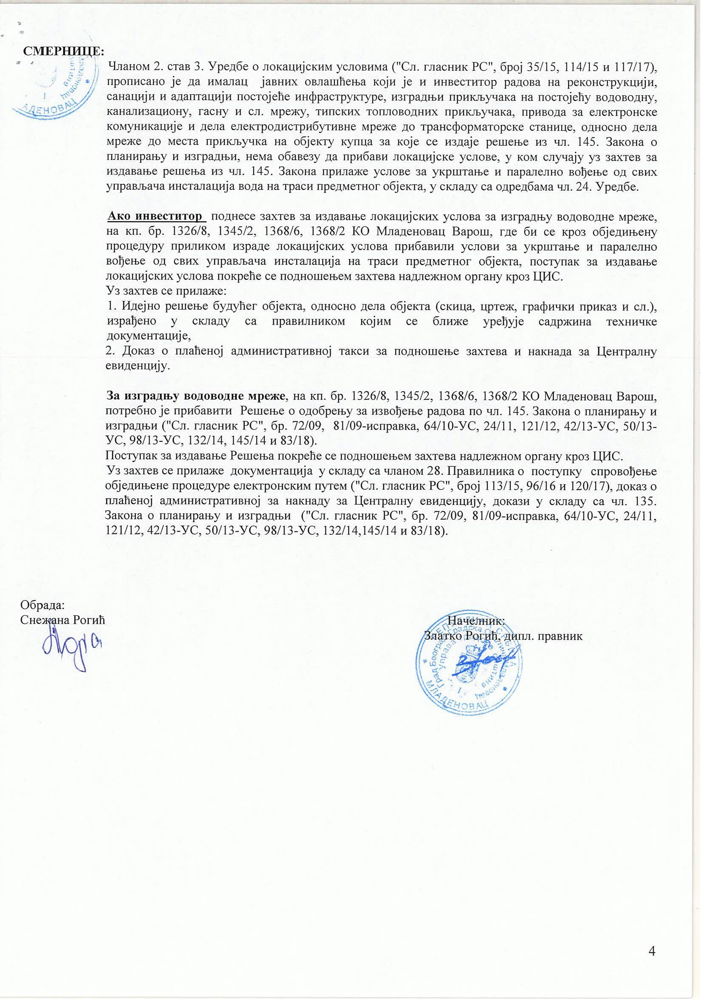 СМЕРНИЦЕ:
Чланом 2. став 3. Уредбе о локацијским условима ("Сл. гласник РС", број 35/15, 114/15 и 117/17),
прописано је да ималац јавних овлашћења који је и инвеститор радова на реконструкцији,
санацији и адаптацији постојеће инфраструктуре, изградњи прикључака на постојећу водоводну,
канализациону, гасну и сл. мрежу, типских топловодних прикључака, привода за електронске
комуникације и дела електродистрибутивне мреже до трансформаторске станице, односно дела
мреже до места прикључка на објекту купца за које се издаје решење из чл. 145. Закона о
планирању и изградњи, нема обавезу да прибави локацијске услове, у ком случају уз захтев за
издавање решења из чл. 145. Закона прилаже услове за укрштање и паралелно вођење од свих
управљача инсталација вода на траси предметног објекта, у складу са одредбама чл. 24. Уредбе.
Ако инвеститор поднесе захтев за издавање локацијских услова за изградњу водоводне мреже,
на кп. бр. 1326/8, 1345/2, 1368/6, 1368/2 КО Младеновац Варош, где би се кроз обједињену
процедуру приликом израде локацијских услова прибавили услови за укрштање и паралелно
вођење од свих управљача инсталација на траси предметног објекта, поступак за издавање
локацијских услова покреће се подношењем захтева надлежном органу кроз ЦИС.
Уз захтев се прилаже:
1. Идејно решење будућег објекта, односно дела објекта (скица, цртеж, графички приказ и сл.),
израђено у складу са правилником којим се ближе уређује садржина техничке
документације,
2. Доказ о плаћеној административној такси за подношење захтева и накнада за Централну
евиденцију.
За изградњу водоводне мреже, на кп. бр. 1326/8, 1345/2, 1368/6, 1368/2 КО Младеновац Варош,
потребно је прибавити Решење о одобрењу за извођење радова по чл. 145. Закона о планирању и
изградњи ("Сл. гласник РС", бр. 72/09, 81/09-исправка, 64/10-УС, 24/11, 121/12, 42/13-УС, 50/13-
УС, 98/13-УС, 132/14, 145/14 и 83/18).
Поступак за издавање Решења покреће се подношењем захтева надлежном органу кроз ЦИС.
Уз захтев се прилаже документација у складу са чланом 28. Правилника о поступку спровођење
обједињене процедуре електронским путем ("Сл. гласник РС", број 113/15, 96/16 и 120/17), доказ о
плаћеној административној за накнаду за Централну евиденцију, докази у складу са чл. 135.
Закона о планирању и изградњи ("Сл. гласник РС", бр. 72/09, 81/09-исправка, 64/10-УС, 24/11,
121/12, 42/13-УС, 50/13-УС, 98/13-УС, 132/14,145/14 и 83/18).
Обрада:
Снежана Рогић
Начелник:
Златко Рогић, дипл. правник
РЕПУБЛИКА СРБИЈА
Град Београд Градска Општина Младеновац
Управа Градске Општине
I
МЛАДЕНОВАЦ
4